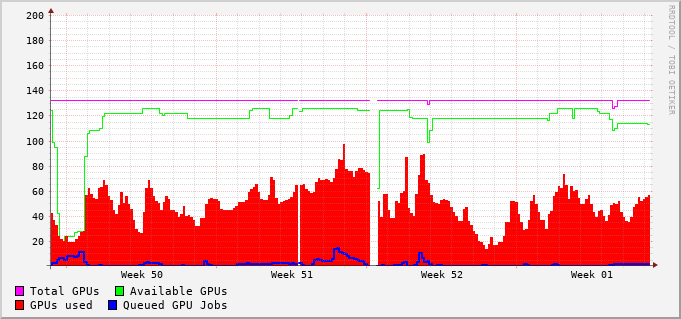 200
180
160
140
120
100
80
60
40
20
Week 50 Week 51 Week 52 Week 01
Total GPUs Available GPUs
GPUs used Queued GPU Jobs
RRDTOOL / TOBI OETIKER